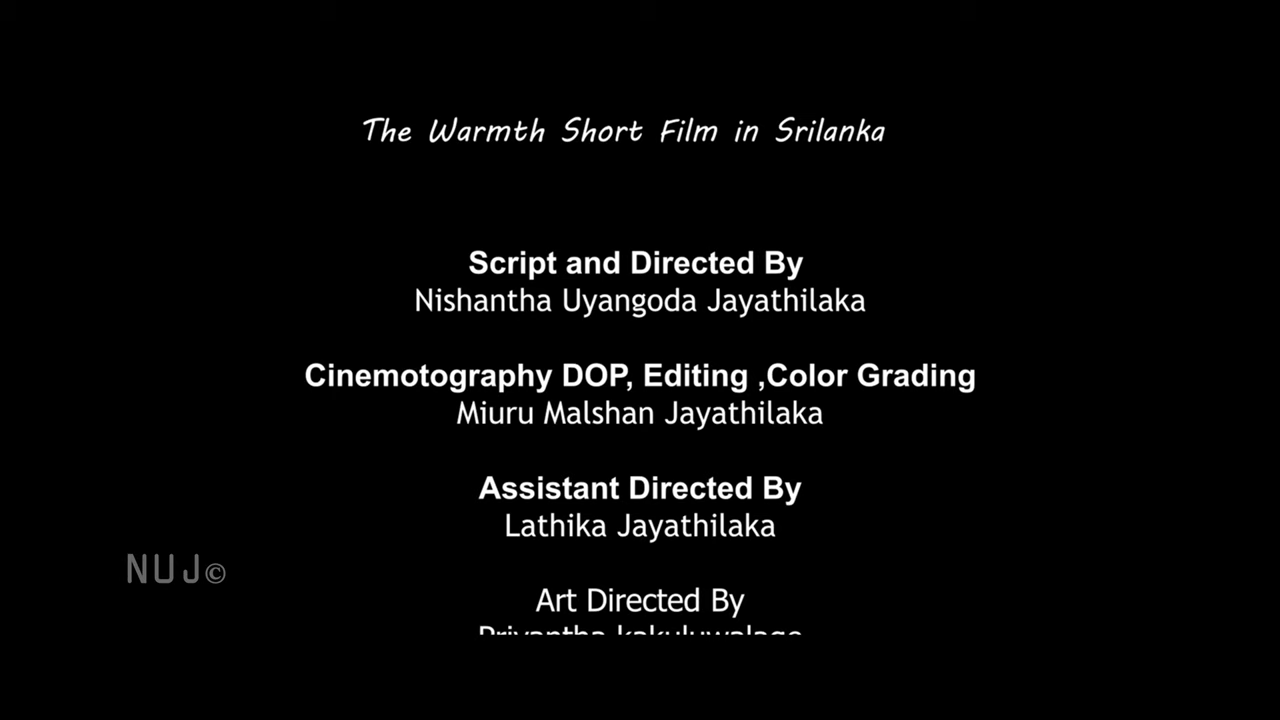 The Warmth Short Film in Srilanka
Script and Directed By
Nishantha Uyangoda Jayathilaka
Cinemotography DOP, Editing ,Color Grading
Miuru Malshan Jayathilaka
Assistant Directed By
Lathika Jayathilaka
NUJ©
Art Directed By
Priyantha